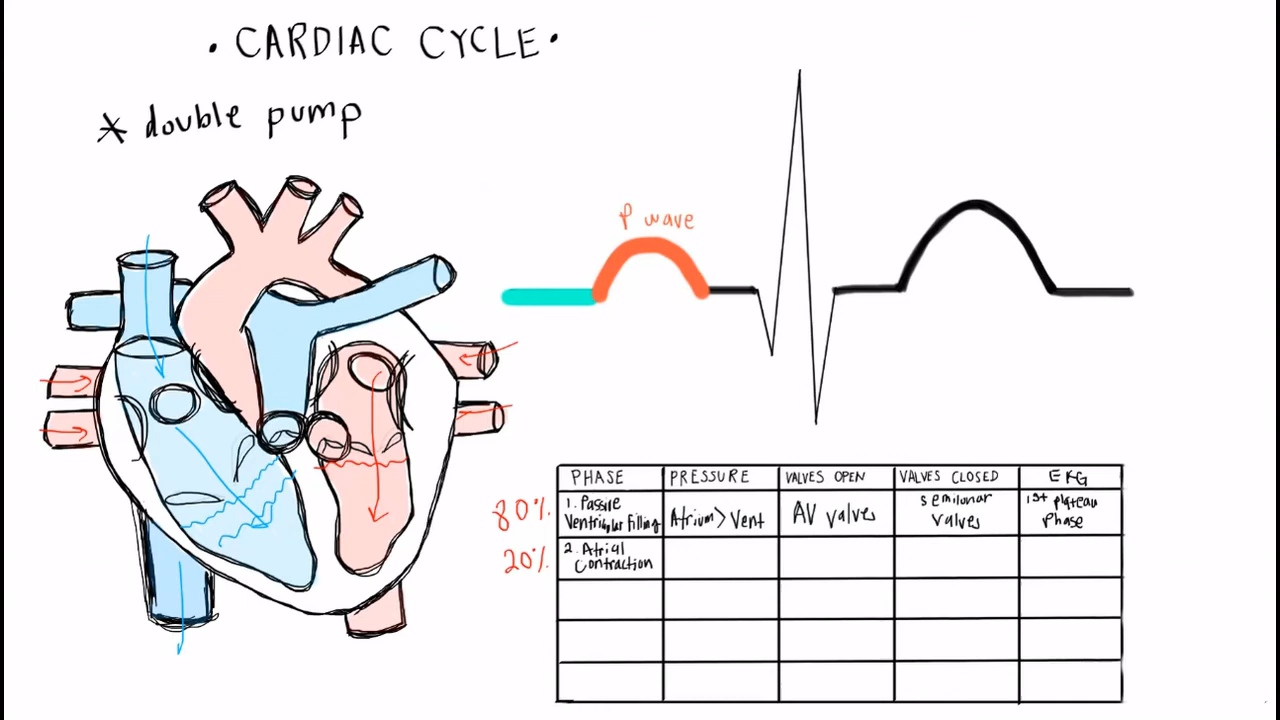 • CARDIAC CYCLE •
* double pump
P wave
PHASE PRESSURE VALVES OPEN VALVES CLOSED EKG
80% 1. Passive Ventricular Filling Atrium > Vent AV valves semilunar valves 1st plateau Phase
20% 2. Atrial Contraction